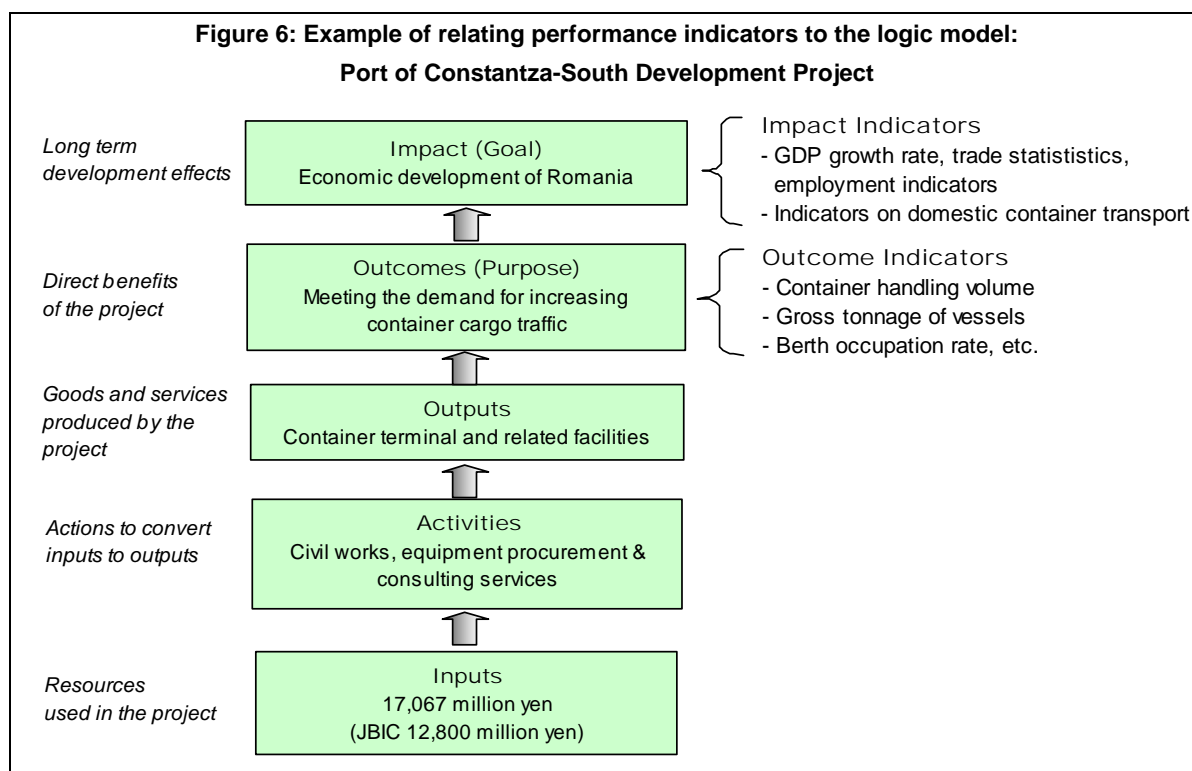 Figure 6: Example of relating performance indicators to the logic model:
Port of Constantza-South Development Project
Long term
development effects
Impact (Goal)
Economic development of Romania
Impact Indicators
- GDP growth rate, trade statististics,
employment indicators
- Indicators on domestic container transport
Direct benefits
of the project
Outcomes (Purpose)
Meeting the demand for increasing
container cargo traffic
Outcome Indicators
- Container handling volume
- Gross tonnage of vessels
- Berth occupation rate, etc.
Goods and services
produced by the
project
Outputs
Container terminal and related facilities
Actions to convert
inputs to outputs
Activities
Civil works, equipment procurement &
consulting services
Resources
used in the project
Inputs
17,067 million yen
(JBIC 12,800 million yen)